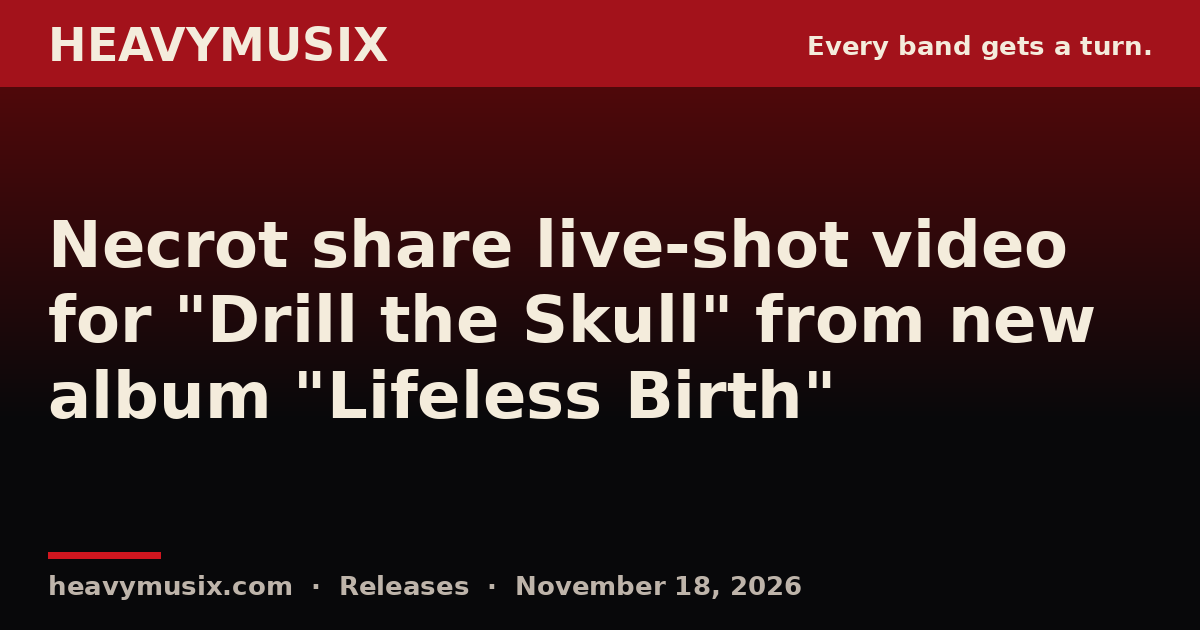 HEAVYMUSIX
Every band gets a turn.
Necrot share live-shot video
for "Drill the Skull" from new
album "Lifeless Birth"
heavymusix.com · Releases · November 18, 2026